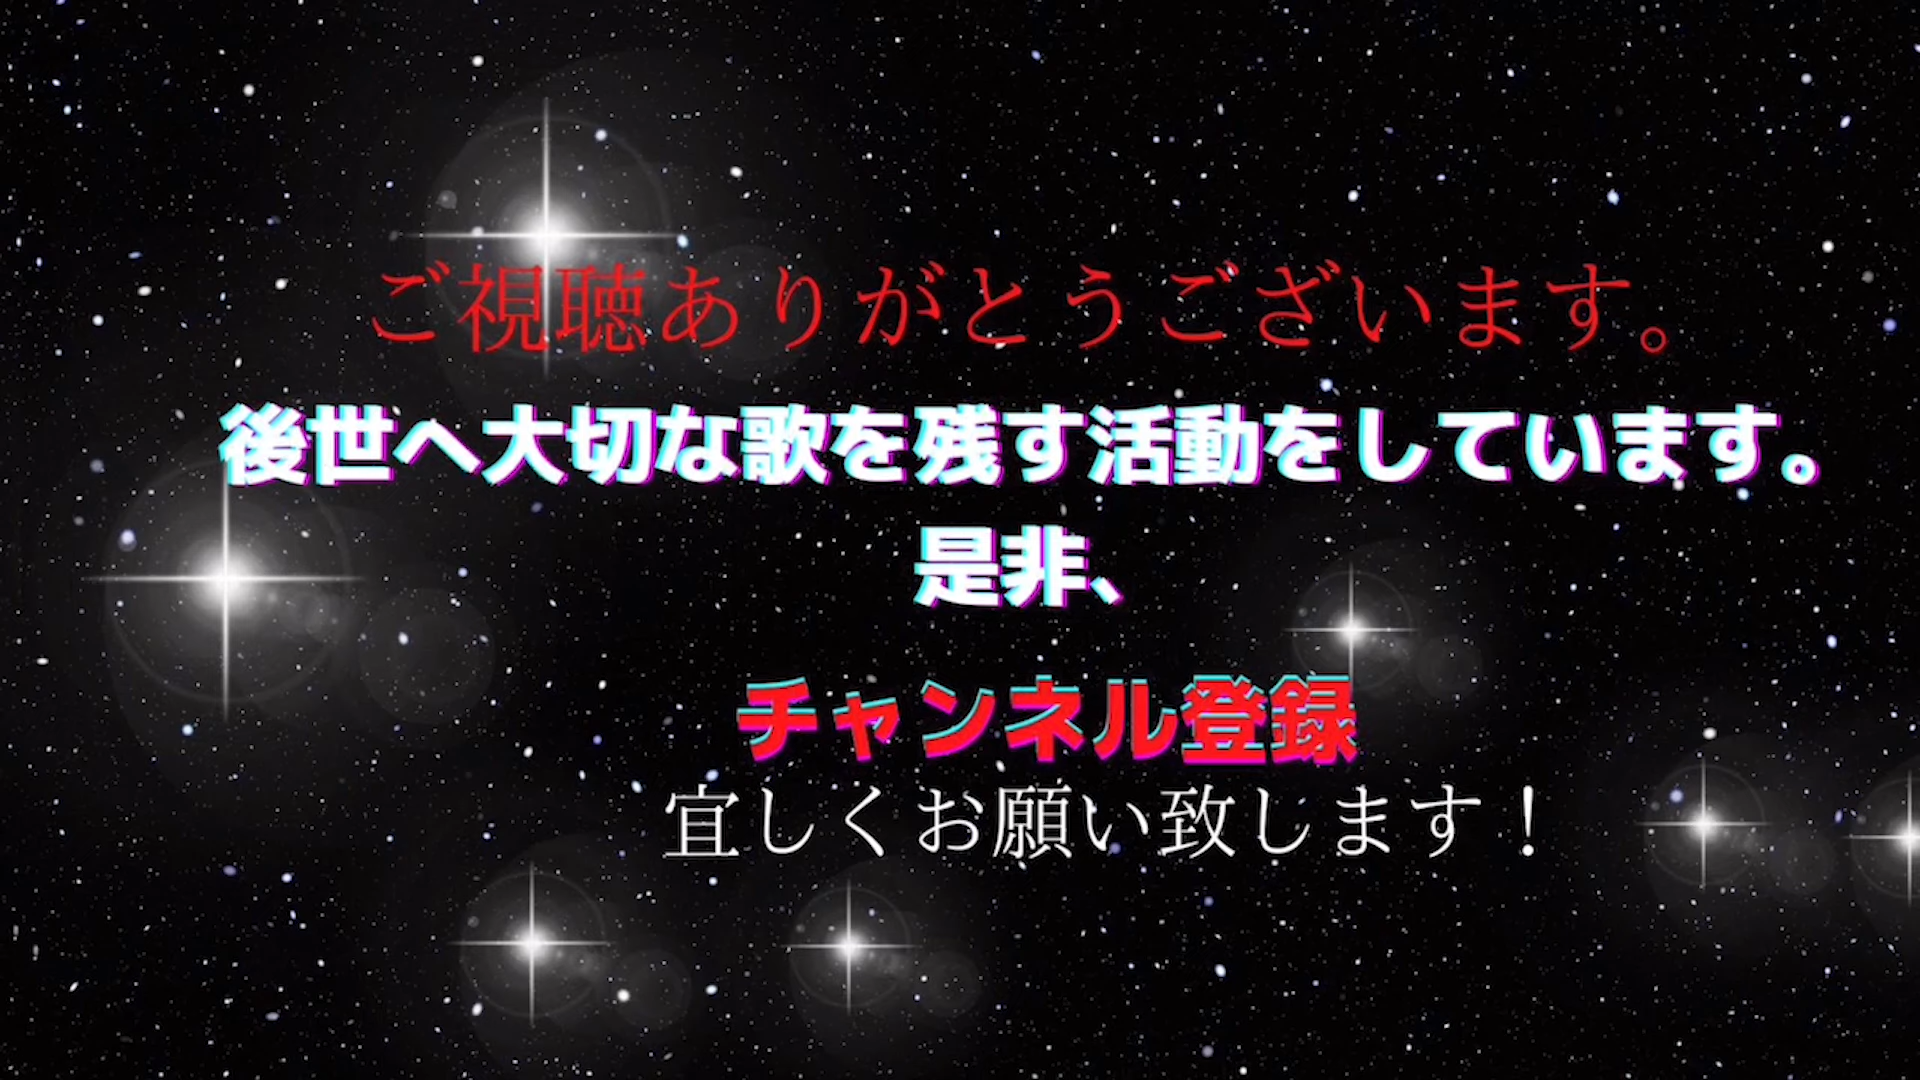 ご視聴ありがとうございます。
後世へ大切な歌を残す活動をしています。
是非、
チャンネル登録
宜しくお願い致します！